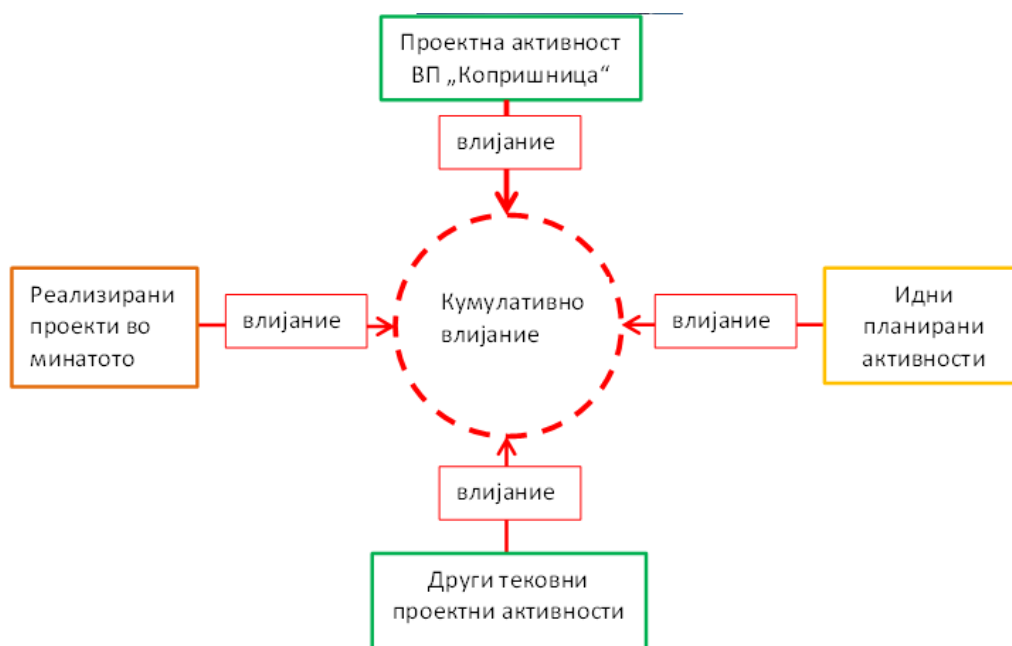 Проектна активност
ВП „Копришница“
влијание
Реализирани
проекти во
минатото
влијание
Кумулативно
влијание
влијание
Идни
планирани
активности
влијание
Други тековни
проектни активности